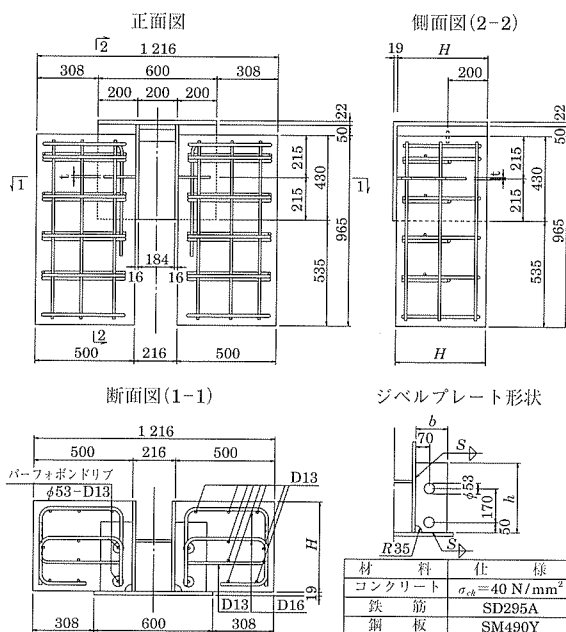 正面図
2
1 216
308 600 308
200 200 200
22
50
215
430
t
1
215
965
184
535
16 16
2
500 216 500
側面図(2-2)
19 H
200
22
50
215
t
430
1
215
965
535
H
断面図(1-1)
1 216
500 216 500
パーフォボンドリブ
φ53-D13
D13
H
D13 D16
19
308 600 308
ジベルプレート形状
b
70
S
φ53
170
h
50
R35
S
材 料 仕 様
コンクリート σck=40 N/mm²
鉄 筋 SD295A
鋼 板 SM490Y